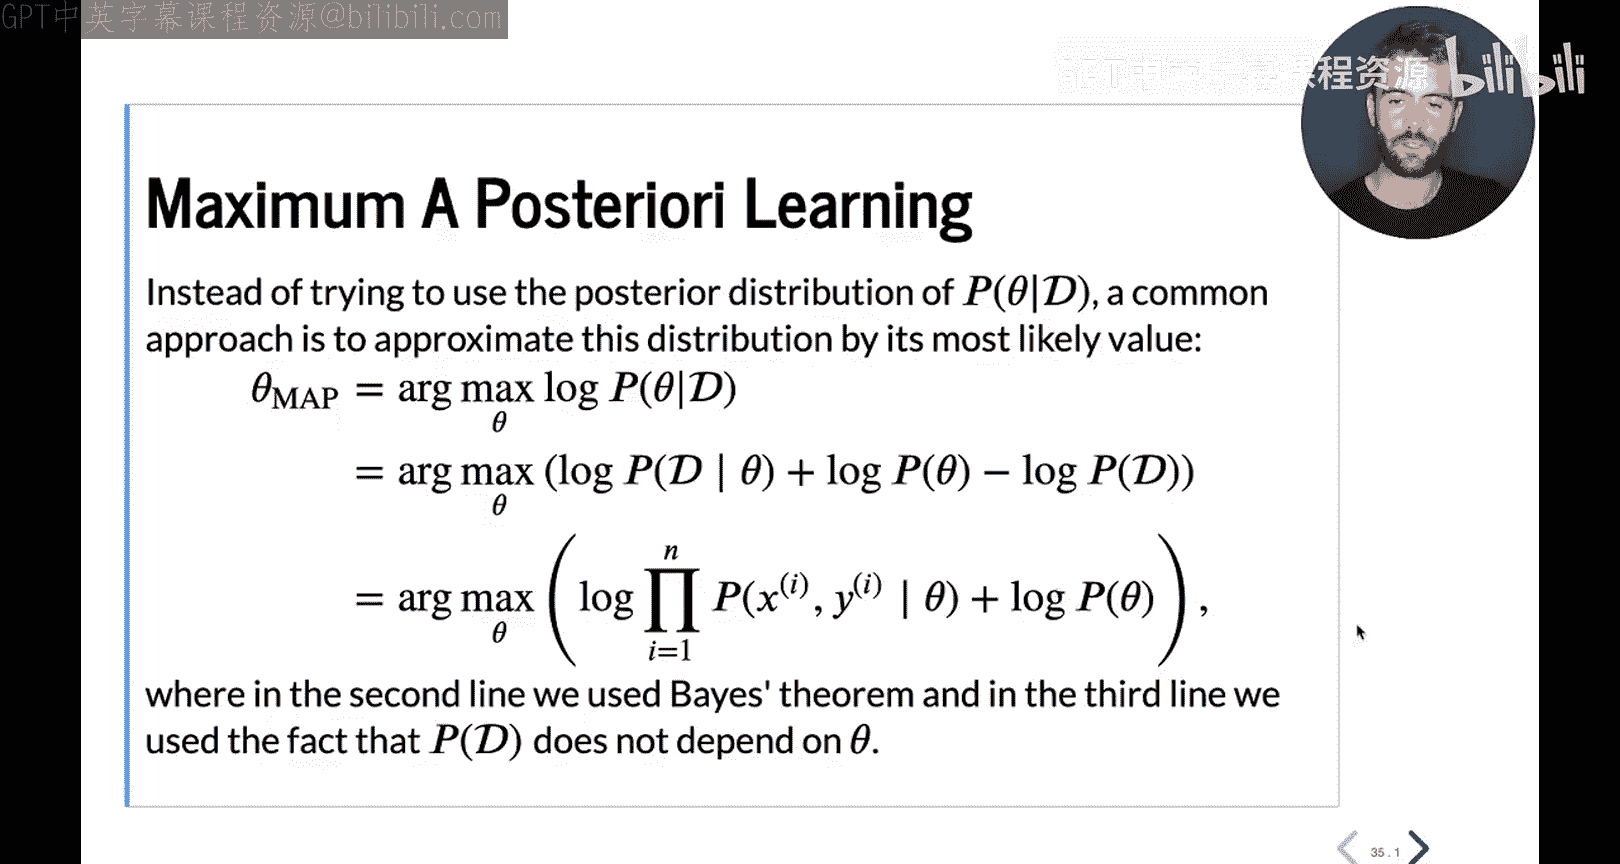 GPT中英字幕课程资源@bilibili.com
程资源 bilibili
Maximum A Posteriori Learning
Instead of trying to use the posterior distribution of P(θ|𝒟), a common
approach is to approximate this distribution by its most likely value:
θ_MAP = arg max_θ log P(θ|𝒟)
= arg max_θ (log P(𝒟 | θ) + log P(θ) − log P(𝒟))
= arg max_θ ( log ∏_{i=1}^{n} P(x^{(i)}, y^{(i)} | θ) + log P(θ) ) ,
where in the second line we used Bayes' theorem and in the third line we
used the fact that P(𝒟) does not depend on θ.
35.1